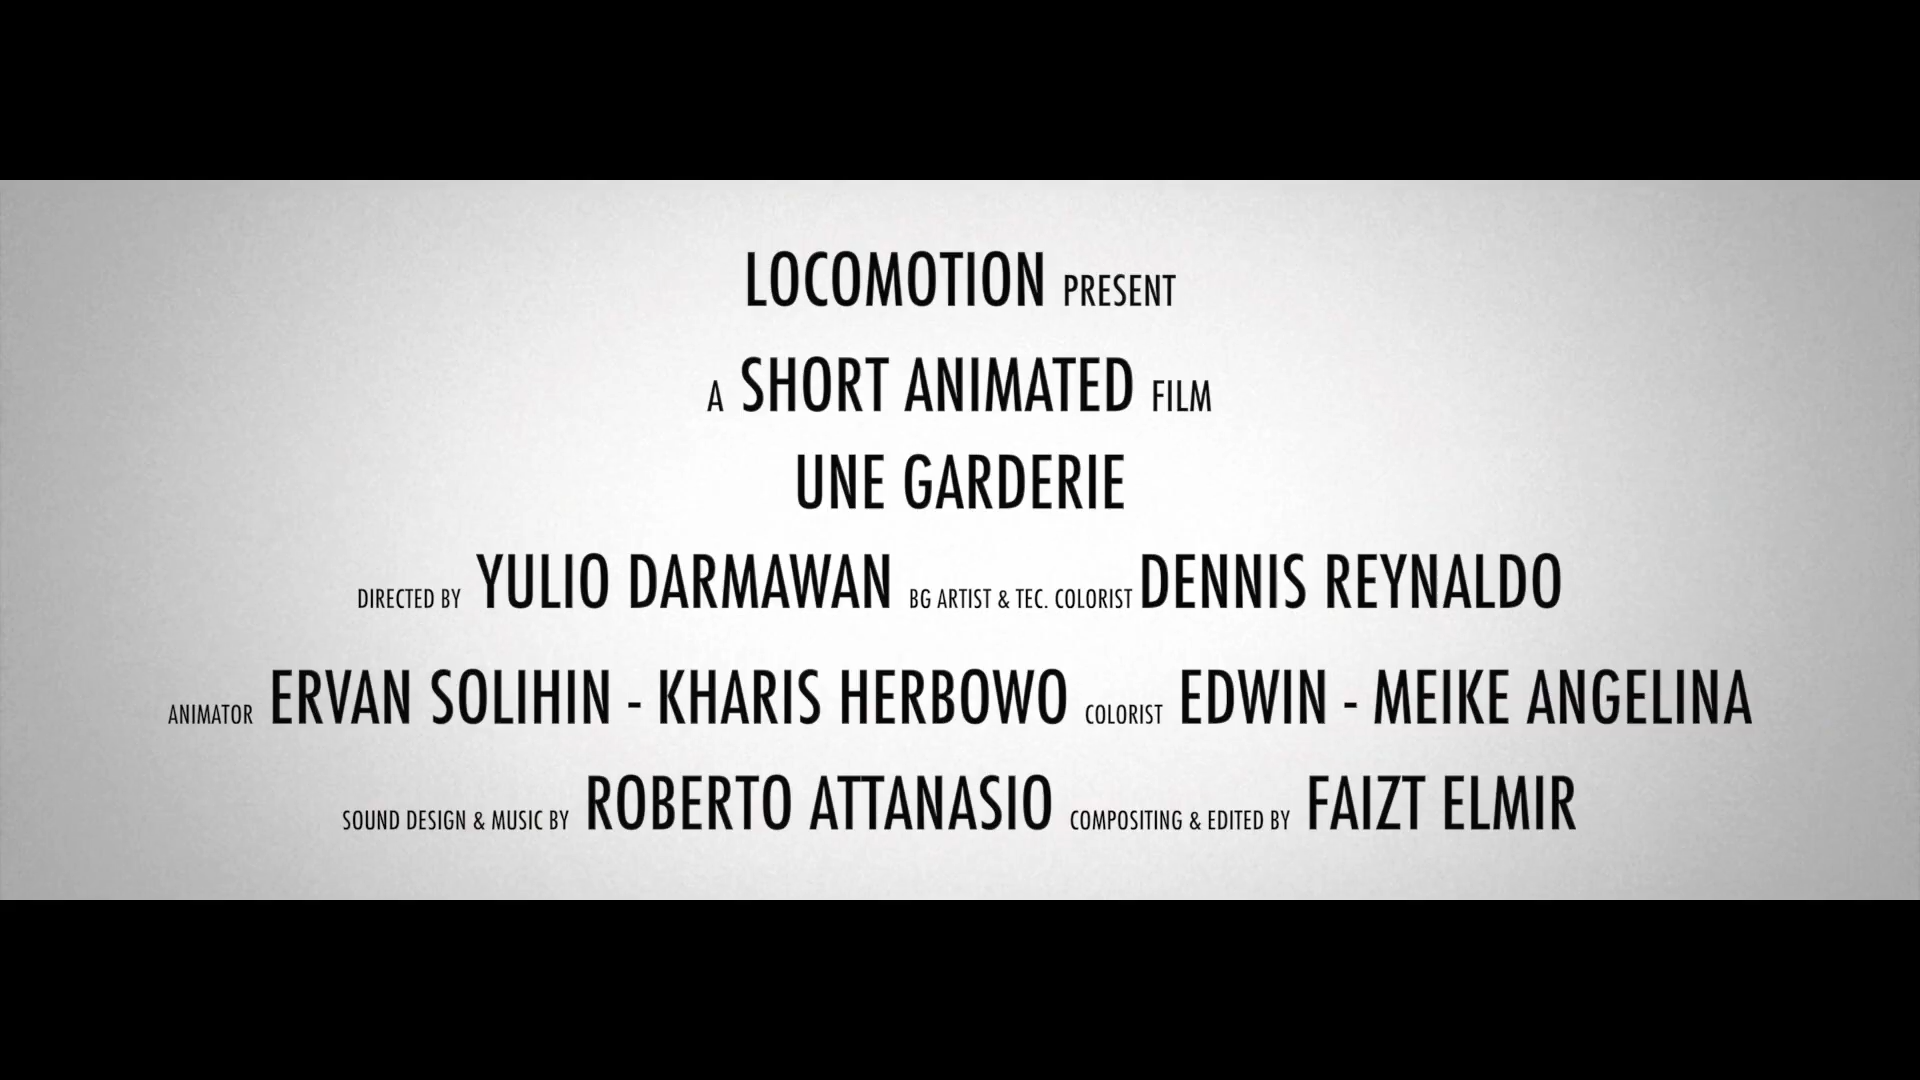 LOCOMOTION PRESENT
A SHORT ANIMATED FILM
UNE GARDERIE
DIRECTED BY YULIO DARMAWAN BG ARTIST & TEC. COLORIST DENNIS REYNALDO
ANIMATOR ERVAN SOLIHIN - KHARIS HERBOWO COLORIST EDWIN - MEIKE ANGELINA
SOUND DESIGN & MUSIC BY ROBERTO ATTANASIO COMPOSITING & EDITED BY FAIZT ELMIR